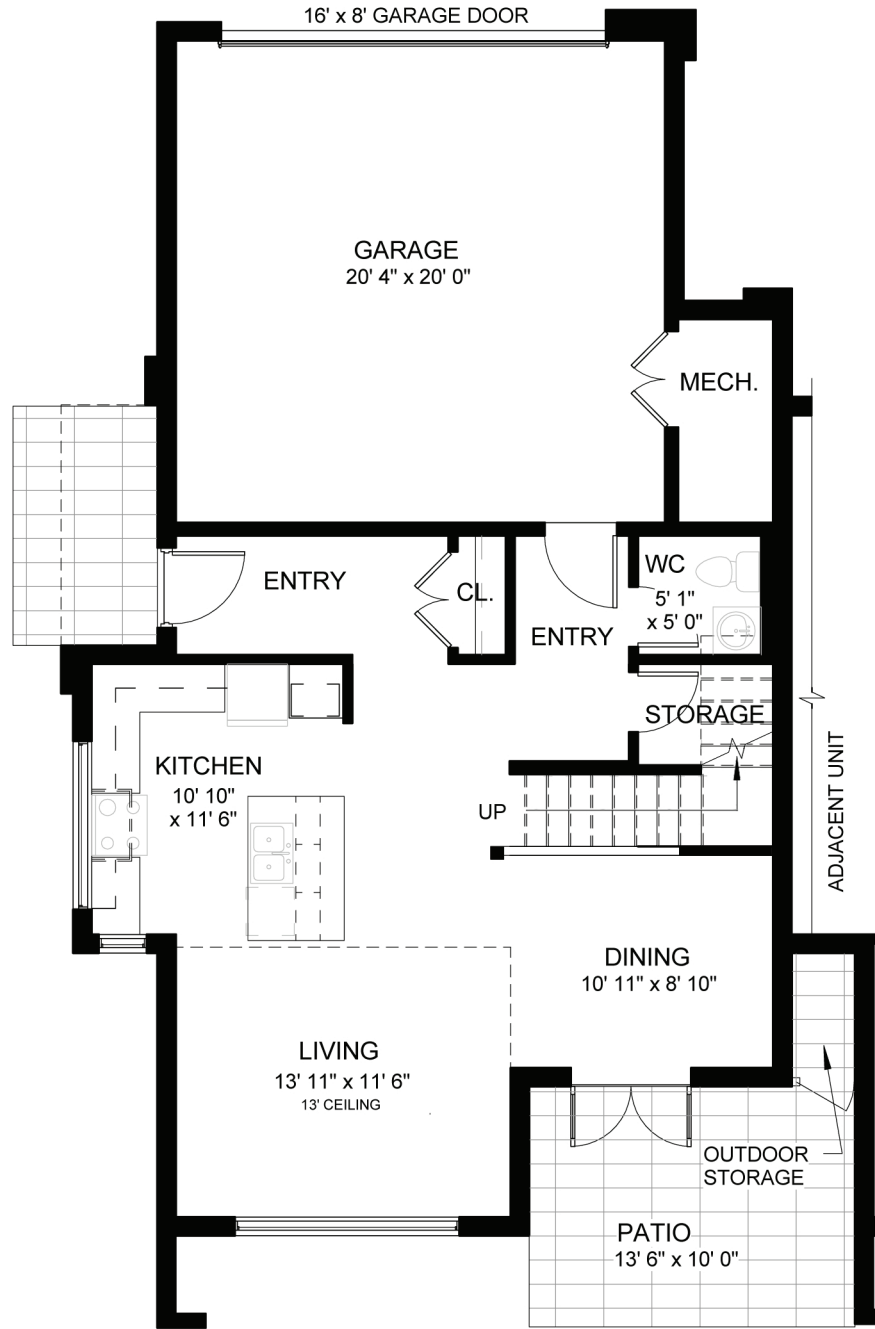 16' x 8' GARAGE DOOR
GARAGE
20' 4" x 20' 0"
MECH.
ENTRY
CL.
WC
5' 1"
x 5' 0"
ENTRY
STORAGE
KITCHEN
10' 10"
x 11' 6"
UP
ADJACENT UNIT
DINING
10' 11" x 8' 10"
LIVING
13' 11" x 11' 6"
13' CEILING
OUTDOOR
STORAGE
PATIO
13' 6" x 10' 0"